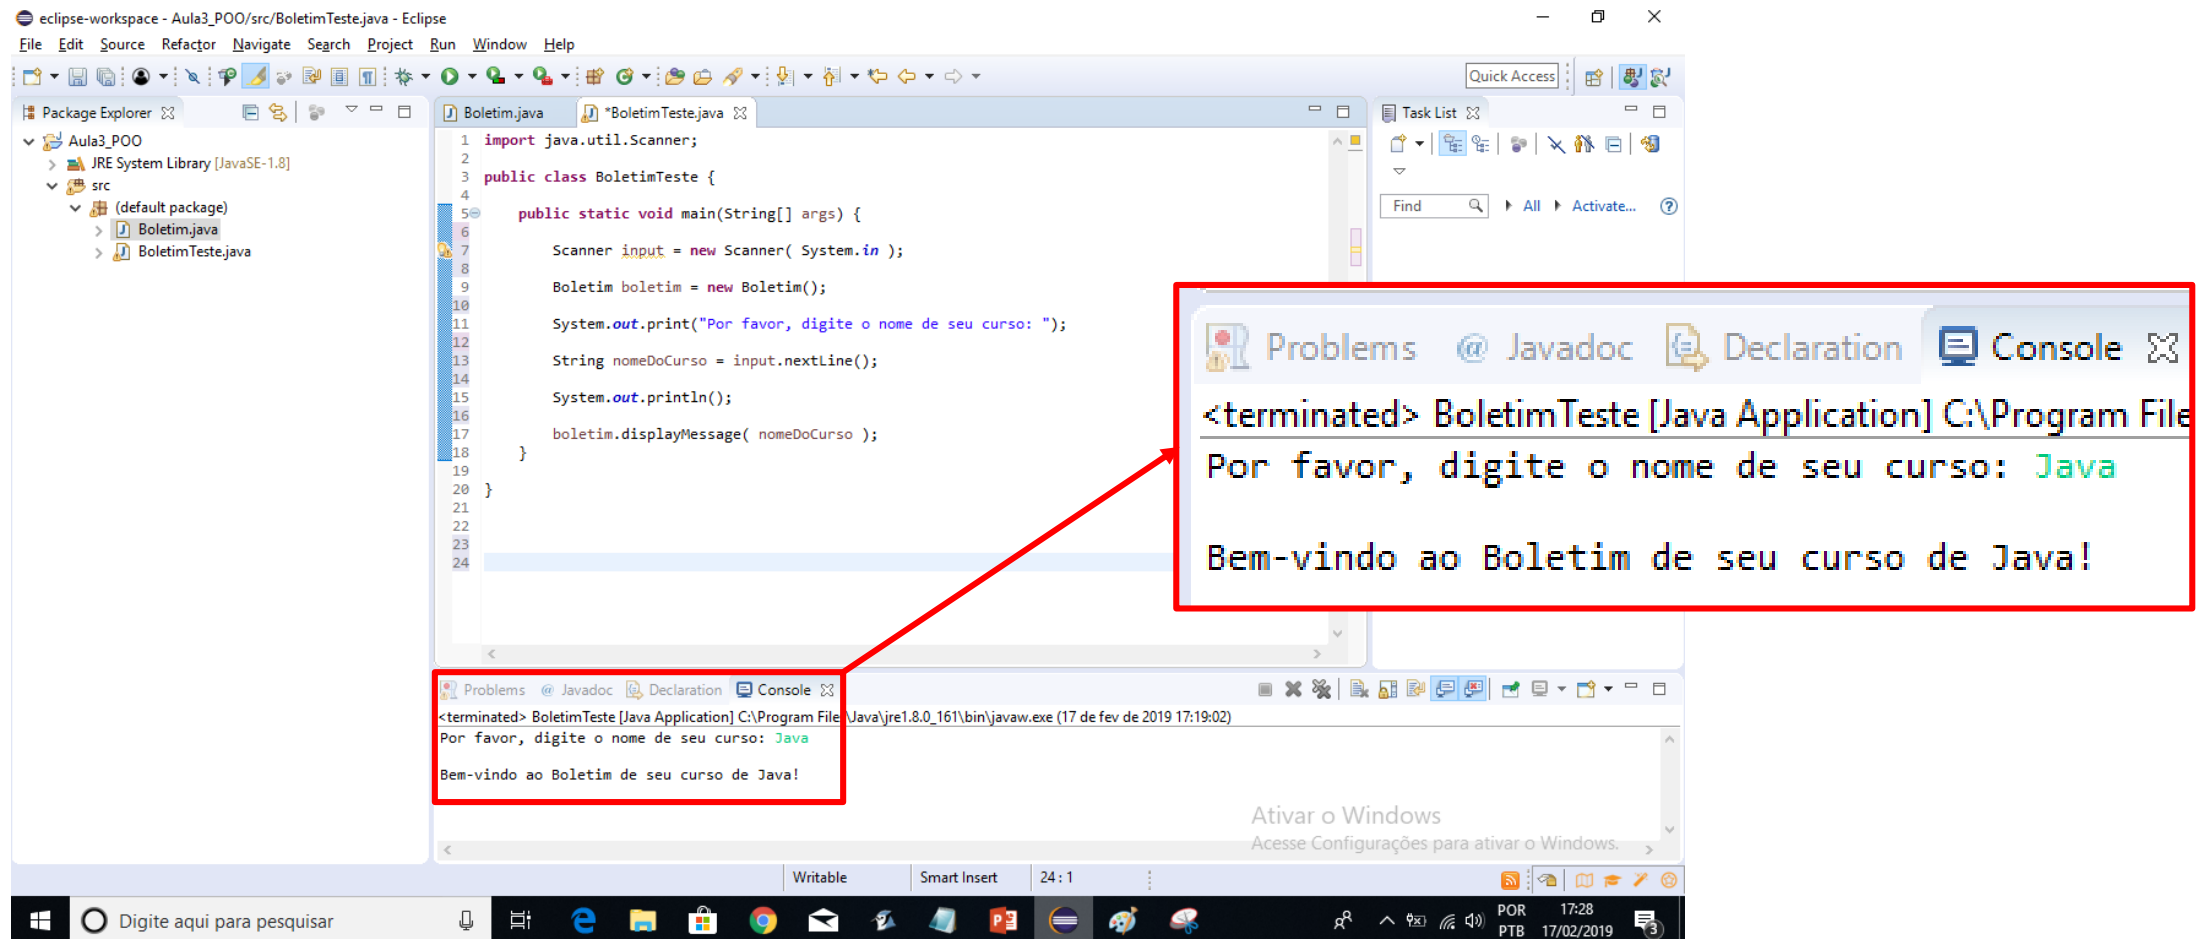 eclipse-workspace - Aula3_POO/src/BoletimTeste.java - Eclipse
File Edit Source Refactor Navigate Search Project Run Window Help
Quick Access
Package Explorer
Aula3_POO
JRE System Library [JavaSE-1.8]
src
(default package)
Boletim.java
BoletimTeste.java
Boletim.java *BoletimTeste.java
1 import java.util.Scanner;
2
3 public class BoletimTeste {
4
5 public static void main(String[] args) {
6
7 Scanner input = new Scanner( System.in );
8
9 Boletim boletim = new Boletim();
10
11 System.out.print("Por favor, digite o nome de seu curso: ");
12
13 String nomeDoCurso = input.nextLine();
14
15 System.out.println();
16
17 boletim.displayMessage( nomeDoCurso );
18 }
19
20 }
21
22
23
24
Task List
Find All Activate...
Problems @ Javadoc Declaration Console
<terminated> BoletimTeste [Java Application] C:\Program File
Por favor, digite o nome de seu curso: Java
Bem-vindo ao Boletim de seu curso de Java!
Problems @ Javadoc Declaration Console
<terminated> BoletimTeste [Java Application] C:\Program File \Java\jre1.8.0_161\bin\javaw.exe (17 de fev de 2019 17:19:02)
Por favor, digite o nome de seu curso: Java
Bem-vindo ao Boletim de seu curso de Java!
Ativar o Windows
Acesse Configurações para ativar o Windows.
Writable Smart Insert 24 : 1
Digite aqui para pesquisar
POR 17:28
PTB 17/02/2019
3